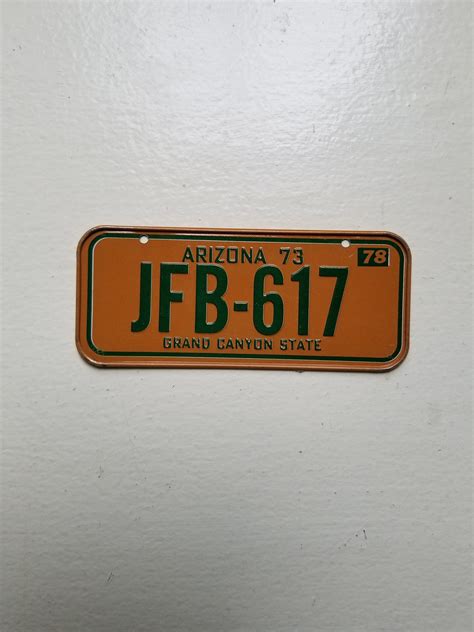 ARIZONA 73 78
JFB-617
GRAND CANYON STATE